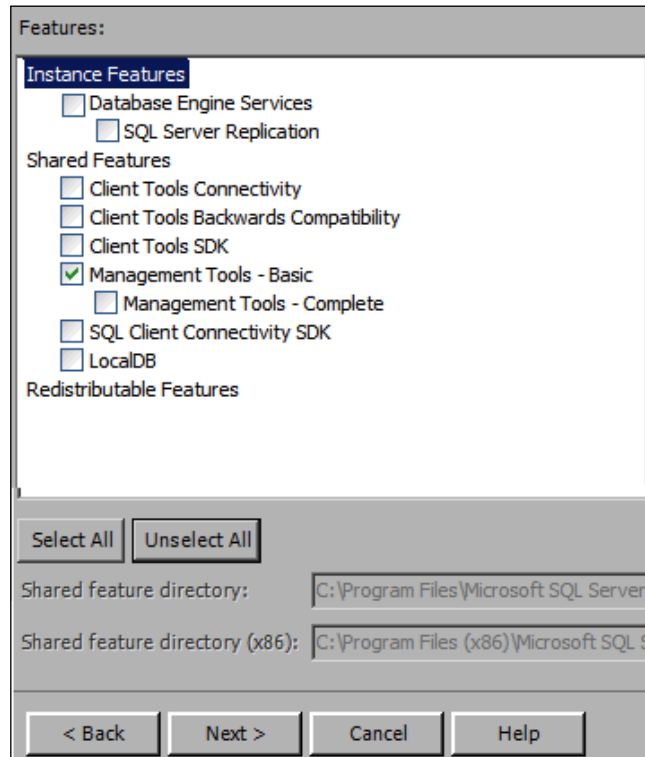 Features:
Instance Features
Database Engine Services
SQL Server Replication
Shared Features
Client Tools Connectivity
Client Tools Backwards Compatibility
Client Tools SDK
Management Tools - Basic
Management Tools - Complete
SQL Client Connectivity SDK
LocalDB
Redistributable Features
Select All Unselect All
Shared feature directory: C:\Program Files\Microsoft SQL Server
Shared feature directory (x86): C:\Program Files (x86)\Microsoft SQL
< Back Next > Cancel Help